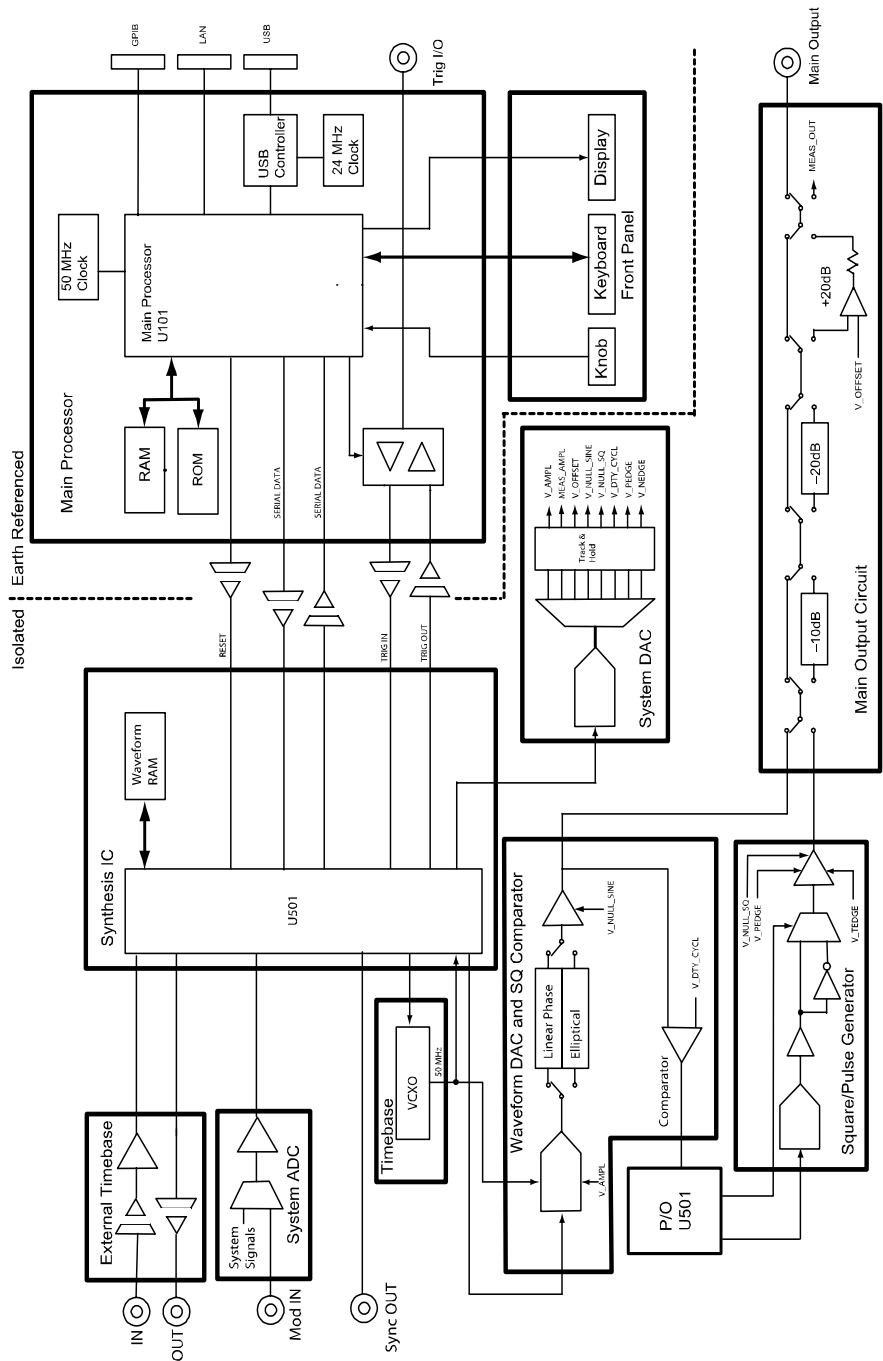 Isolated
Earth Referenced
External Timebase
IN
OUT
System
Signals
System ADC
Mod IN
Sync OUT
Synthesis IC
Waveform
RAM
U501
RESET
TRIG IN
TRIG OUT
SERIAL DATA
SERIAL DATA
Main Processor
RAM
ROM
50 MHz
Clock
Main Processor
U101
USB
Controller
24 MHz
Clock
GPIB
LAN
USB
Trig I/O
Knob
Keyboard
Display
Front Panel
Timebase
VCXO
50 MHz
System DAC
Track &
Hold
V_AMPL
MEAS_AMPL
V_OFFSET
V_NULL_SINE
V_NULL_SQ
V_DTY_CYCL
V_PEDGE
V_NEDGE
Waveform DAC and SQ Comparator
V_AMPL
Linear Phase
Elliptical
V_NULL_SINE
Comparator
V_DTY_CYCL
P/O
U501
Square/Pulse Generator
V_NULL_SQ
V_PEDGE
V_TEDGE
Main Output Circuit
–10dB
–20dB
+20dB
V_OFFSET
MEAS_OUT
Main Output